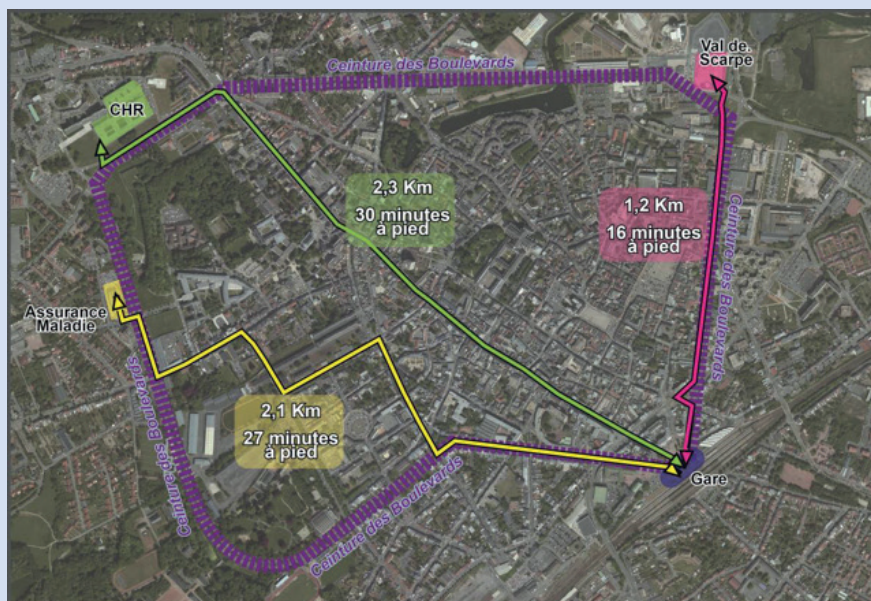 Ceinture des Boulevards
Val de
Scarpe
CHR
2,3 Km
30 minutes
à pied
1,2 Km
16 minutes
à pied
Ceinture des Boulevards
Assurance
Maladie
Ceinture des Boulevards
2,1 Km
27 minutes
à pied
Ceinture des Boulevards
Gare